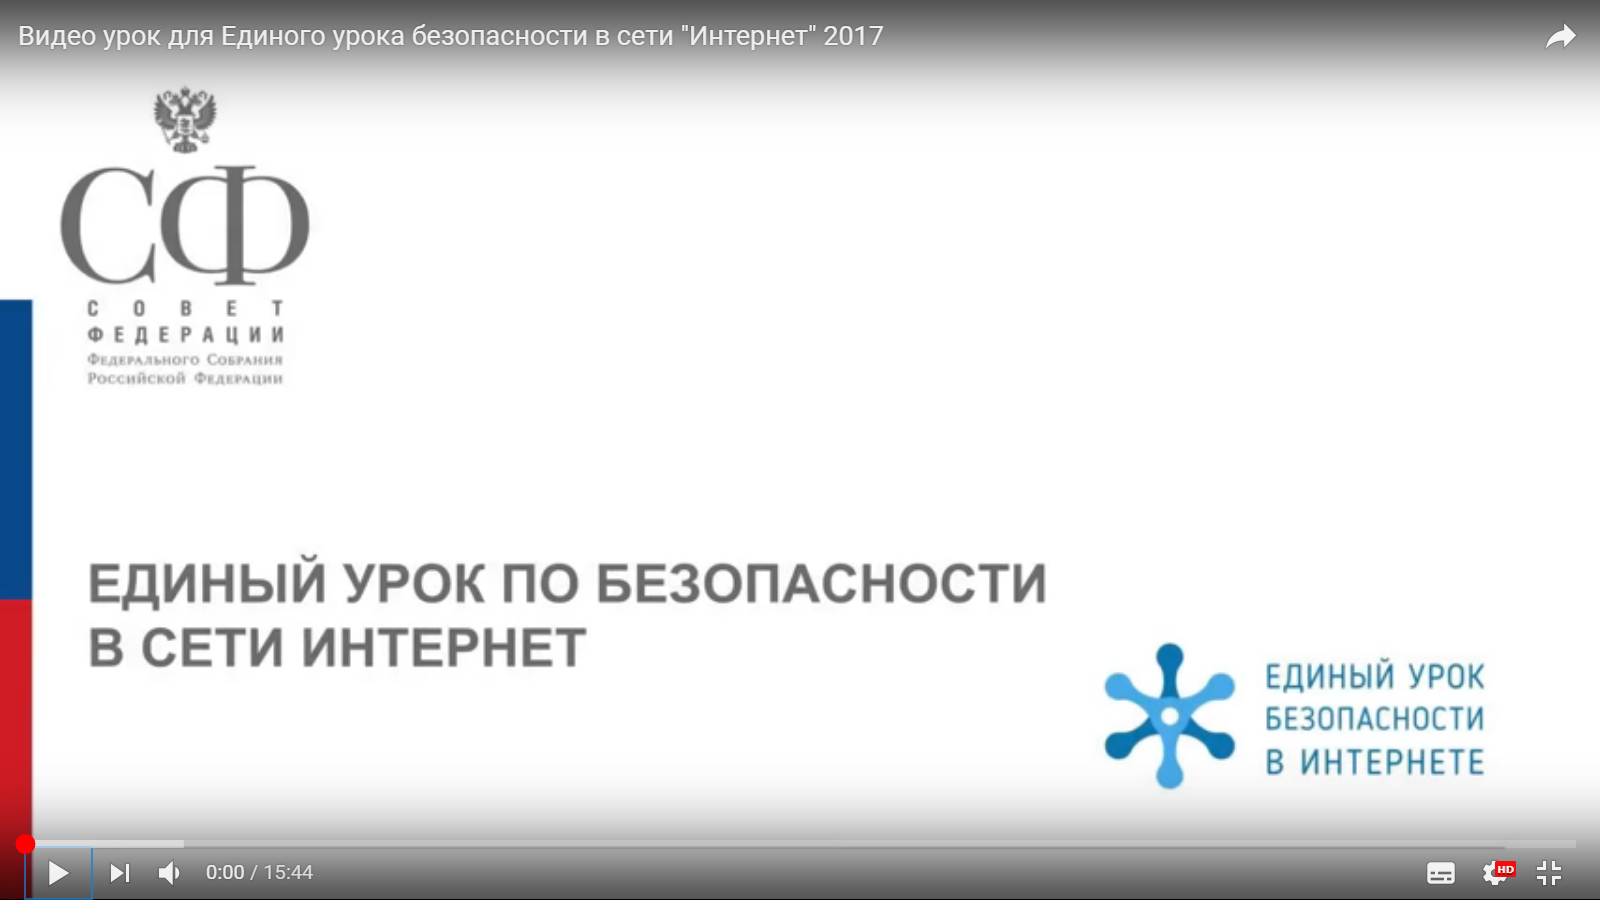 Видео урок для Единого урока безопасности в сети "Интернет" 2017
СФ
СОВЕТ
ФЕДЕРАЦИИ
Федерального Собрания
Российской Федерации
ЕДИНЫЙ УРОК ПО БЕЗОПАСНОСТИ
В СЕТИ ИНТЕРНЕТ
ЕДИНЫЙ УРОК
БЕЗОПАСНОСТИ
В ИНТЕРНЕТЕ
0:00 / 15:44
HD